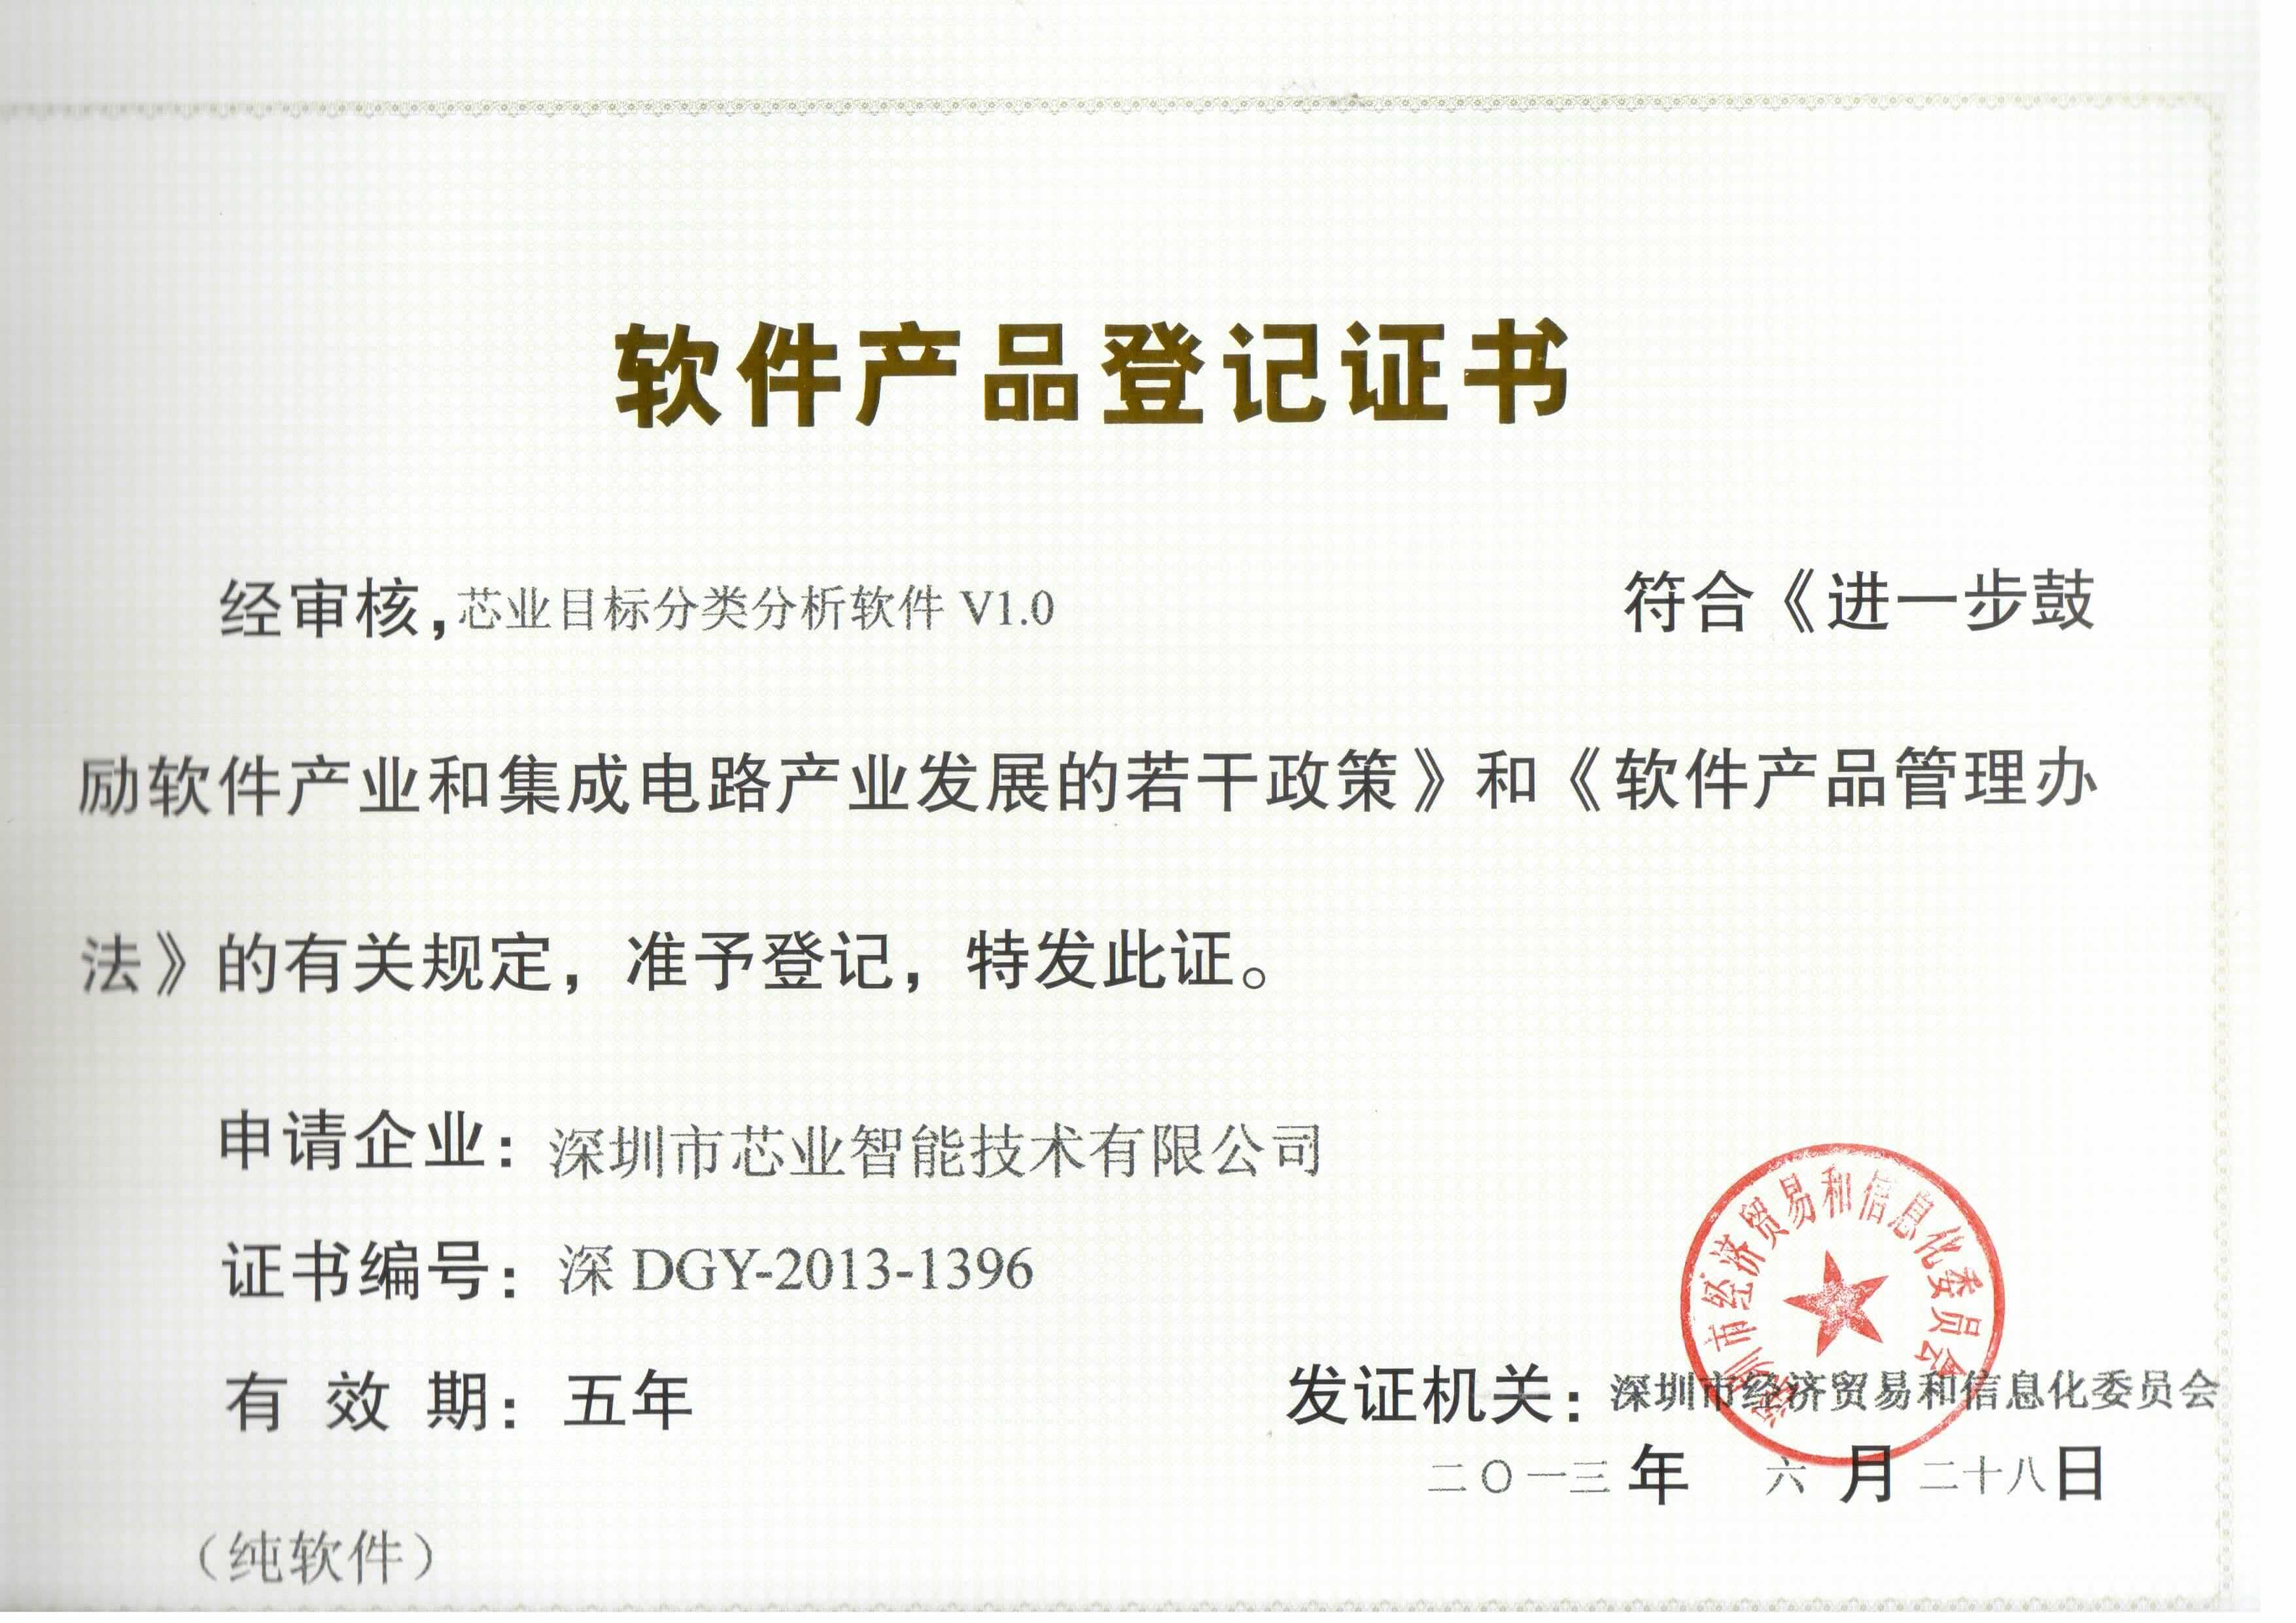 软件产品登记证书
经审核，芯业目标分类分析软件 V1.0 符合《进一步鼓
励软件产业和集成电路产业发展的若干政策》和《软件产品管理办
法》的有关规定，准予登记，特发此证。
申请企业：深圳市芯业智能技术有限公司
证书编号：深 DGY-2013-1396
有 效 期：五年
深圳市经济贸易和信息化委员会
发证机关：深圳市经济贸易和信息化委员会
二〇一三年 六月二十八日
（纯软件）